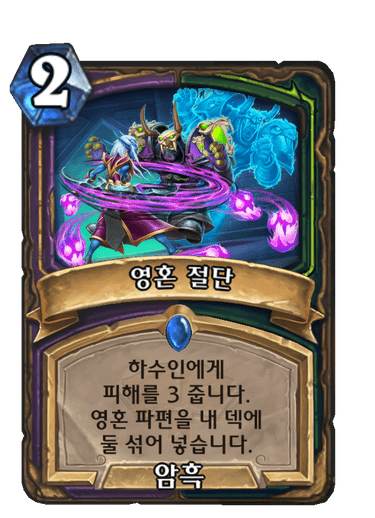 2
영혼 절단
하수인에게
피해를 3 줍니다.
영혼 파편을 내 덱에
둘 섞어 넣습니다.
암흑